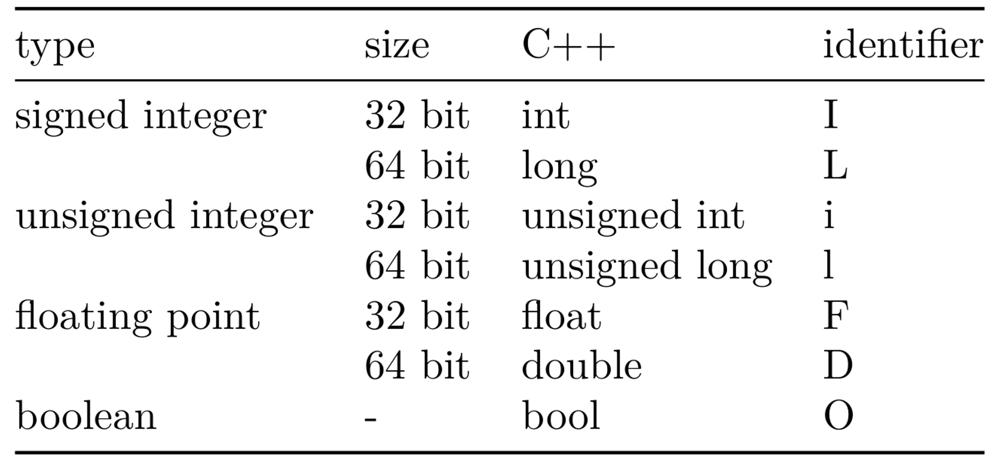 type size C++ identifier
signed integer 32 bit int I
64 bit long L
unsigned integer 32 bit unsigned int i
64 bit unsigned long l
floating point 32 bit float F
64 bit double D
boolean - bool O